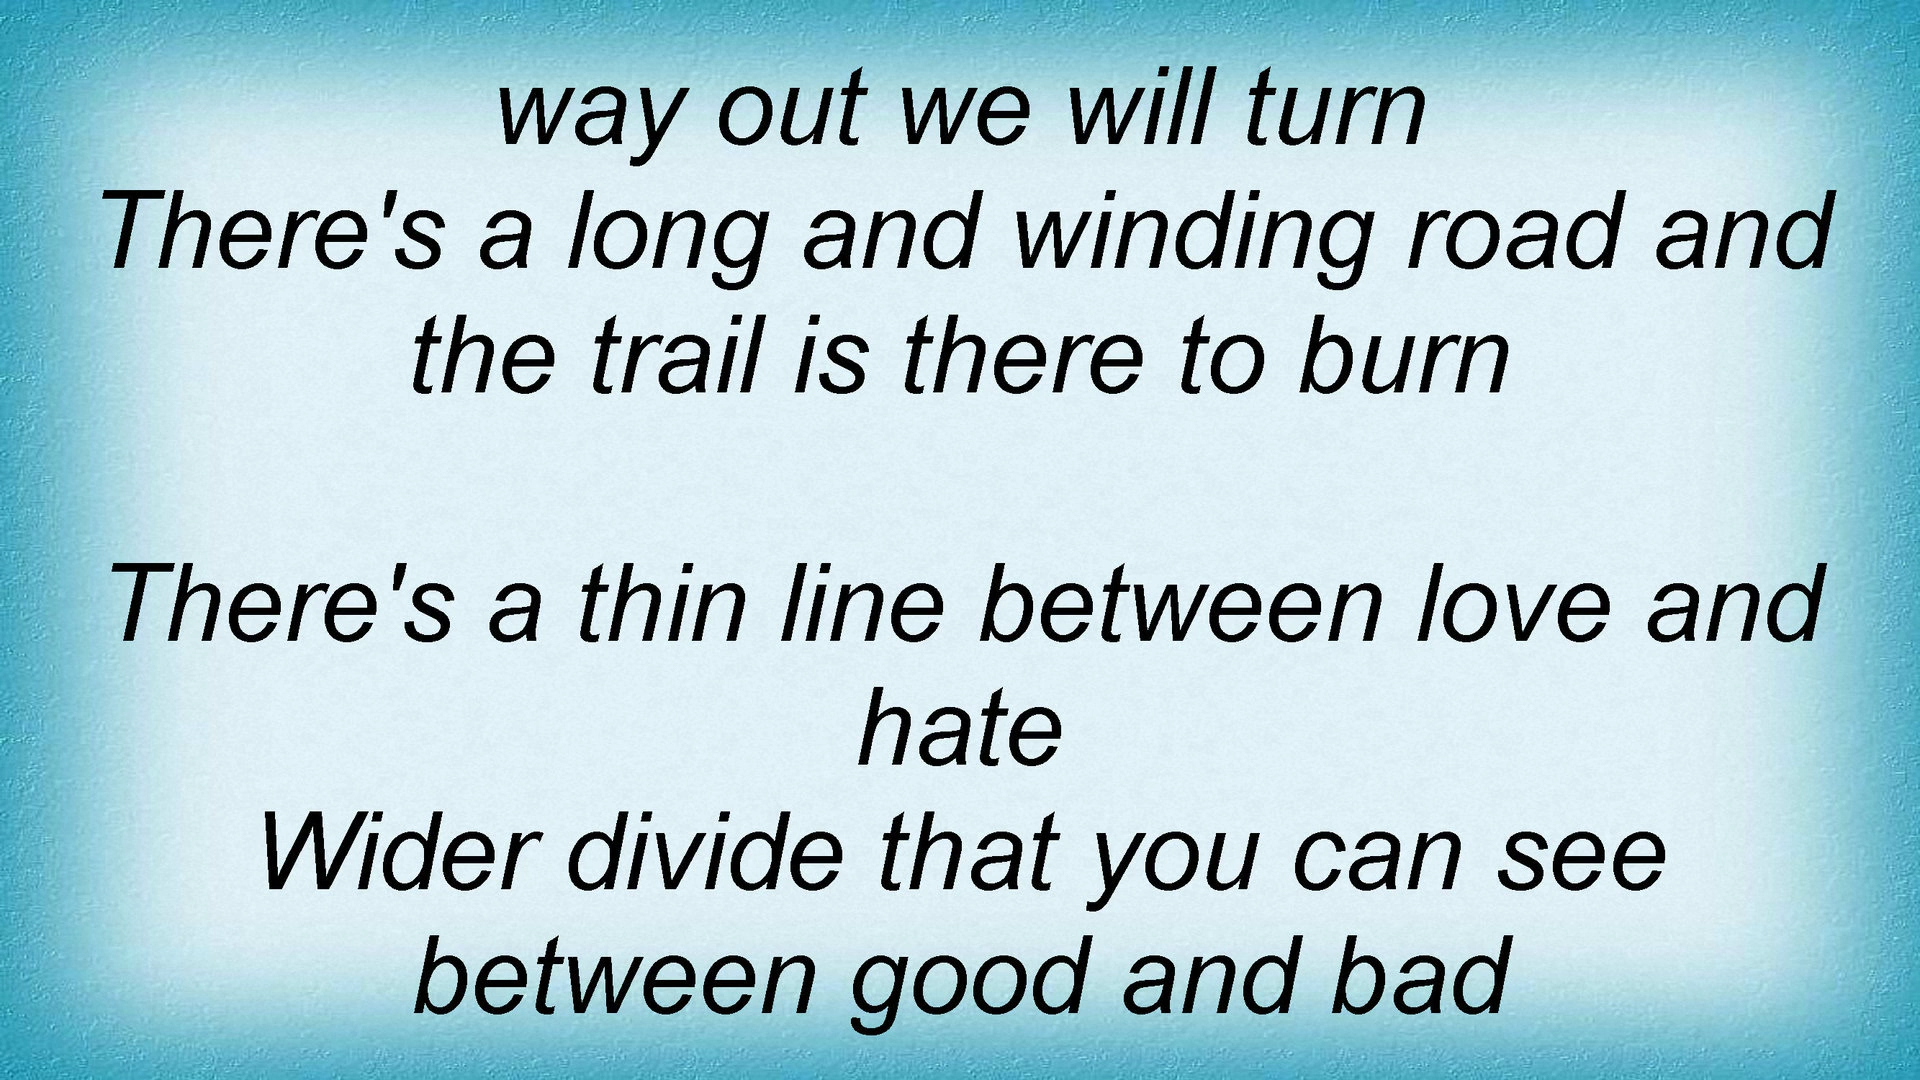 way out we will turn
There's a long and winding road and
the trail is there to burn
There's a thin line between love and
hate
Wider divide that you can see
between good and bad